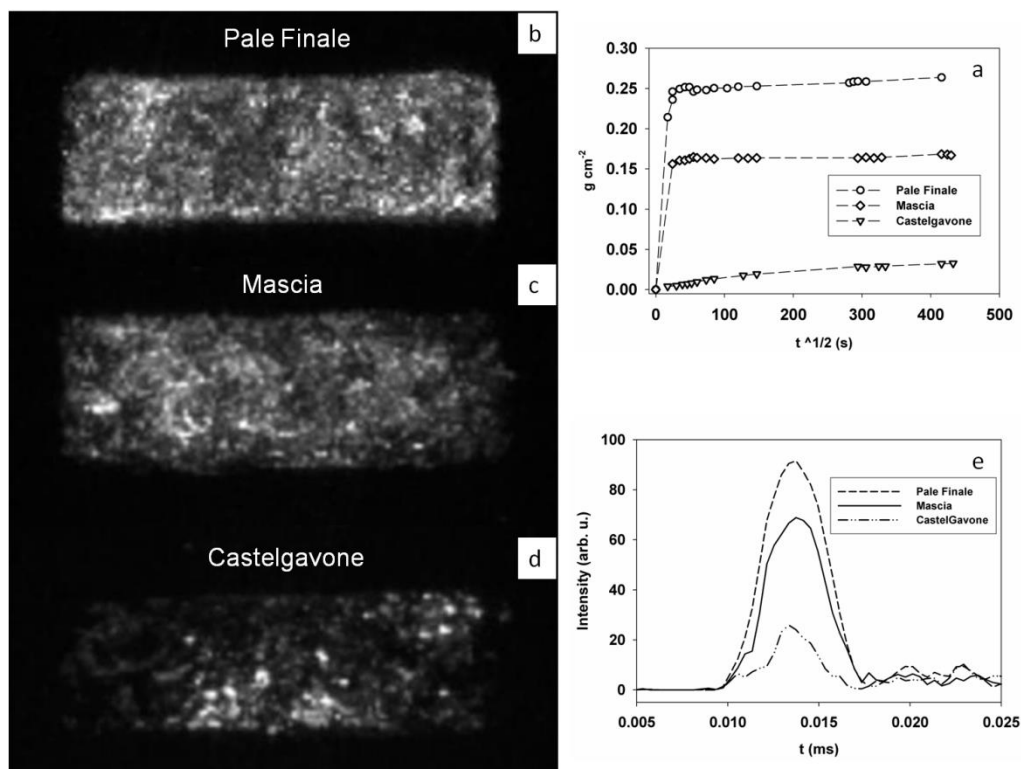 Pale Finale
b
Mascia
c
Castelgavone
d
a
g cm⁻²
0.30
0.25
0.20
0.15
0.10
0.05
0.00
Pale Finale
Mascia
Castelgavone
0 100 200 300 400 500
t ^1/2 (s)
e
Intensity (arb. u.)
100
80
60
40
20
0
Pale Finale
Mascia
CastelGavone
0.005 0.010 0.015 0.020 0.025
t (ms)